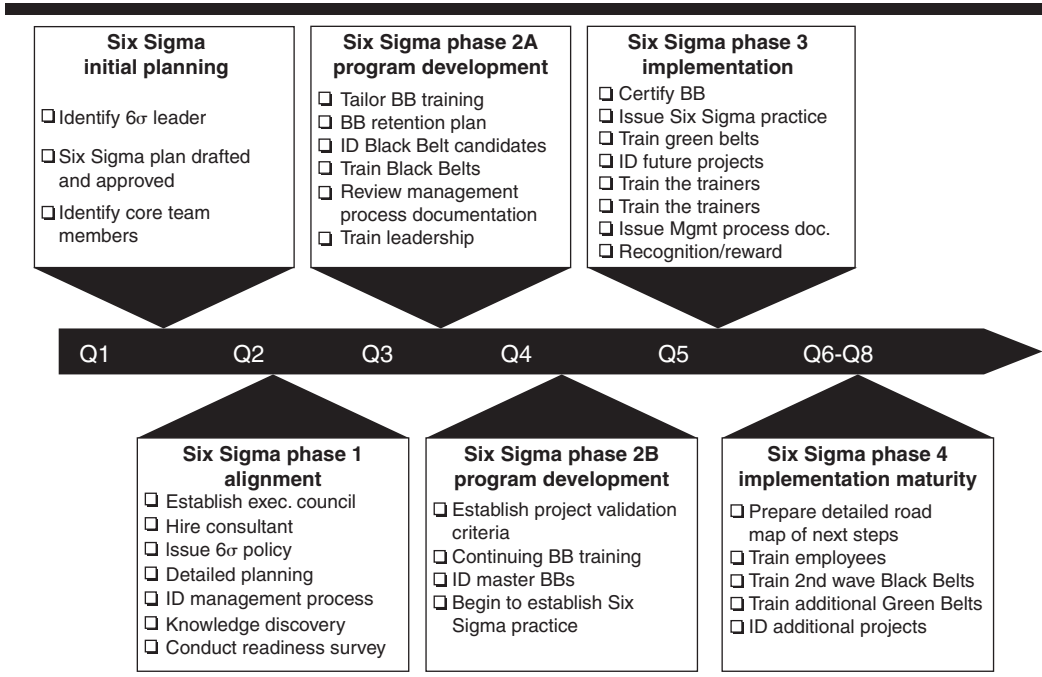 Six Sigma
initial planning
❏ Identify 6σ leader
❏ Six Sigma plan drafted
and approved
❏ Identify core team
members
Six Sigma phase 2A
program development
❏ Tailor BB training
❏ BB retention plan
❏ ID Black Belt candidates
❏ Train Black Belts
❏ Review management
process documentation
❏ Train leadership
Six Sigma phase 3
implementation
❏ Certify BB
❏ Issue Six Sigma practice
❏ Train green belts
❏ ID future projects
❏ Train the trainers
❏ Train the trainers
❏ Issue Mgmt process doc.
❏ Recognition/reward
Q1 Q2 Q3 Q4 Q5 Q6-Q8
Six Sigma phase 1
alignment
❏ Establish exec. council
❏ Hire consultant
❏ Issue 6σ policy
❏ Detailed planning
❏ ID management process
❏ Knowledge discovery
❏ Conduct readiness survey
Six Sigma phase 2B
program development
❏ Establish project validation
criteria
❏ Continuing BB training
❏ ID master BBs
❏ Begin to establish Six
Sigma practice
Six Sigma phase 4
implementation maturity
❏ Prepare detailed road
map of next steps
❏ Train employees
❏ Train 2nd wave Black Belts
❏ Train additional Green Belts
❏ ID additional projects